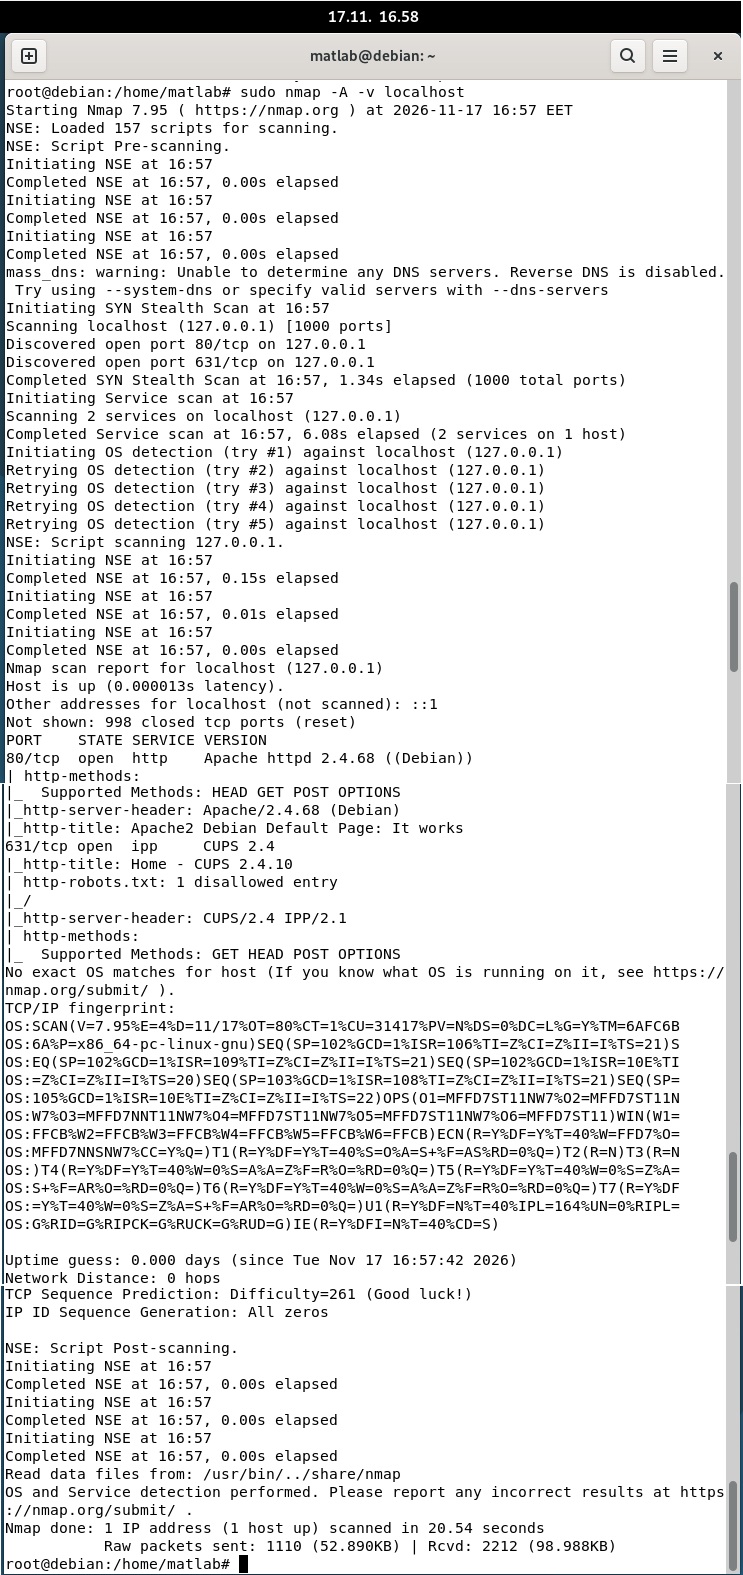 17.11. 16.58
matlab@debian: ~
root@debian:/home/matlab# sudo nmap -A -v localhost
Starting Nmap 7.95 ( https://nmap.org ) at 2026-11-17 16:57 EET
NSE: Loaded 157 scripts for scanning.
NSE: Script Pre-scanning.
Initiating NSE at 16:57
Completed NSE at 16:57, 0.00s elapsed
Initiating NSE at 16:57
Completed NSE at 16:57, 0.00s elapsed
Initiating NSE at 16:57
Completed NSE at 16:57, 0.00s elapsed
mass_dns: warning: Unable to determine any DNS servers. Reverse DNS is disabled.
 Try using --system-dns or specify valid servers with --dns-servers
Initiating SYN Stealth Scan at 16:57
Scanning localhost (127.0.0.1) [1000 ports]
Discovered open port 80/tcp on 127.0.0.1
Discovered open port 631/tcp on 127.0.0.1
Completed SYN Stealth Scan at 16:57, 1.34s elapsed (1000 total ports)
Initiating Service scan at 16:57
Scanning 2 services on localhost (127.0.0.1)
Completed Service scan at 16:57, 6.08s elapsed (2 services on 1 host)
Initiating OS detection (try #1) against localhost (127.0.0.1)
Retrying OS detection (try #2) against localhost (127.0.0.1)
Retrying OS detection (try #3) against localhost (127.0.0.1)
Retrying OS detection (try #4) against localhost (127.0.0.1)
Retrying OS detection (try #5) against localhost (127.0.0.1)
NSE: Script scanning 127.0.0.1.
Initiating NSE at 16:57
Completed NSE at 16:57, 0.15s elapsed
Initiating NSE at 16:57
Completed NSE at 16:57, 0.01s elapsed
Initiating NSE at 16:57
Completed NSE at 16:57, 0.00s elapsed
Nmap scan report for localhost (127.0.0.1)
Host is up (0.000013s latency).
Other addresses for localhost (not scanned): ::1
Not shown: 998 closed tcp ports (reset)
PORT    STATE SERVICE VERSION
80/tcp  open  http    Apache httpd 2.4.68 ((Debian))
| http-methods:
|_  Supported Methods: HEAD GET POST OPTIONS
|_http-server-header: Apache/2.4.68 (Debian)
|_http-title: Apache2 Debian Default Page: It works
631/tcp open  ipp     CUPS 2.4
|_http-title: Home - CUPS 2.4.10
| http-robots.txt: 1 disallowed entry
|_/
|_http-server-header: CUPS/2.4 IPP/2.1
| http-methods:
|_  Supported Methods: GET HEAD POST OPTIONS
No exact OS matches for host (If you know what OS is running on it, see https://
nmap.org/submit/ ).
TCP/IP fingerprint:
OS:SCAN(V=7.95%E=4%D=11/17%OT=80%CT=1%CU=31417%PV=N%DS=0%DC=L%G=Y%TM=6AFC6B
OS:6A%P=x86_64-pc-linux-gnu)SEQ(SP=102%GCD=1%ISR=106%TI=Z%CI=Z%II=I%TS=21)S
OS:EQ(SP=102%GCD=1%ISR=109%TI=Z%CI=Z%II=I%TS=21)SEQ(SP=102%GCD=1%ISR=10E%TI
OS:=Z%CI=Z%II=I%TS=20)SEQ(SP=103%GCD=1%ISR=108%TI=Z%CI=Z%II=I%TS=21)SEQ(SP=
OS:105%GCD=1%ISR=10E%TI=Z%CI=Z%II=I%TS=22)OPS(O1=MFFD7ST11NW7%O2=MFFD7ST11N
OS:W7%O3=MFFD7NNT11NW7%O4=MFFD7ST11NW7%O5=MFFD7ST11NW7%O6=MFFD7ST11)WIN(W1=
OS:FFCB%W2=FFCB%W3=FFCB%W4=FFCB%W5=FFCB%W6=FFCB)ECN(R=Y%DF=Y%T=40%W=FFD7%O=
OS:MFFD7NNSNW7%CC=Y%Q=)T1(R=Y%DF=Y%T=40%S=O%A=S+%F=AS%RD=0%Q=)T2(R=N)T3(R=N
OS:)T4(R=Y%DF=Y%T=40%W=0%S=A%A=Z%F=R%O=%RD=0%Q=)T5(R=Y%DF=Y%T=40%W=0%S=Z%A=
OS:S+%F=AR%O=%RD=0%Q=)T6(R=Y%DF=Y%T=40%W=0%S=A%A=Z%F=R%O=%RD=0%Q=)T7(R=Y%DF
OS:=Y%T=40%W=0%S=Z%A=S+%F=AR%O=%RD=0%Q=)U1(R=Y%DF=N%T=40%IPL=164%UN=0%RIPL=
OS:G%RID=G%RIPCK=G%RUCK=G%RUD=G)IE(R=Y%DFI=N%T=40%CD=S)
Uptime guess: 0.000 days (since Tue Nov 17 16:57:42 2026)
Network Distance: 0 hops
TCP Sequence Prediction: Difficulty=261 (Good luck!)
IP ID Sequence Generation: All zeros
NSE: Script Post-scanning.
Initiating NSE at 16:57
Completed NSE at 16:57, 0.00s elapsed
Initiating NSE at 16:57
Completed NSE at 16:57, 0.00s elapsed
Initiating NSE at 16:57
Completed NSE at 16:57, 0.00s elapsed
Read data files from: /usr/bin/../share/nmap
OS and Service detection performed. Please report any incorrect results at https
://nmap.org/submit/ .
Nmap done: 1 IP address (1 host up) scanned in 20.54 seconds
           Raw packets sent: 1110 (52.890KB) | Rcvd: 2212 (98.988KB)
root@debian:/home/matlab#